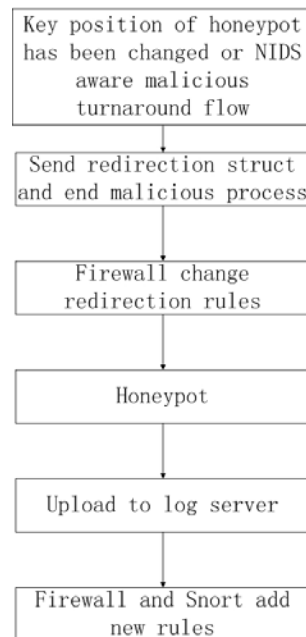 Key position of honeypot
has been changed or NIDS
aware malicious
turnaround flow
Send redirection struct
and end malicious process
Firewall change
redirection rules
Honeypot
Upload to log server
Firewall and Snort add
new rules